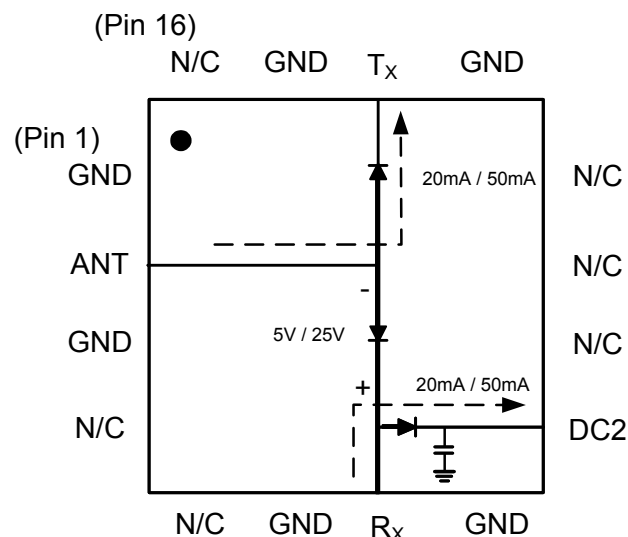 (Pin 16)
N/C GND TX GND
(Pin 1)
GND 20mA / 50mA N/C
ANT N/C
-
GND 5V / 25V N/C
+ 20mA / 50mA
N/C DC2
N/C GND RX GND